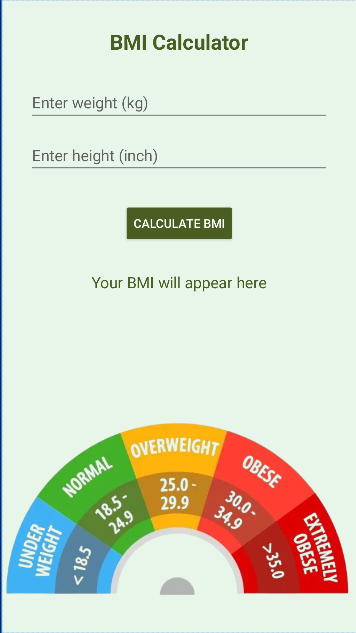 BMI Calculator
Enter weight (kg)
Enter height (inch)
CALCULATE BMI
Your BMI will appear here
UNDER
WEIGHT
< 18.5
NORMAL
18.5 -
24.9
OVERWEIGHT
25.0 -
29.9
OBESE
30.0 -
34.9
EXTREMELY
OBESE
>35.0